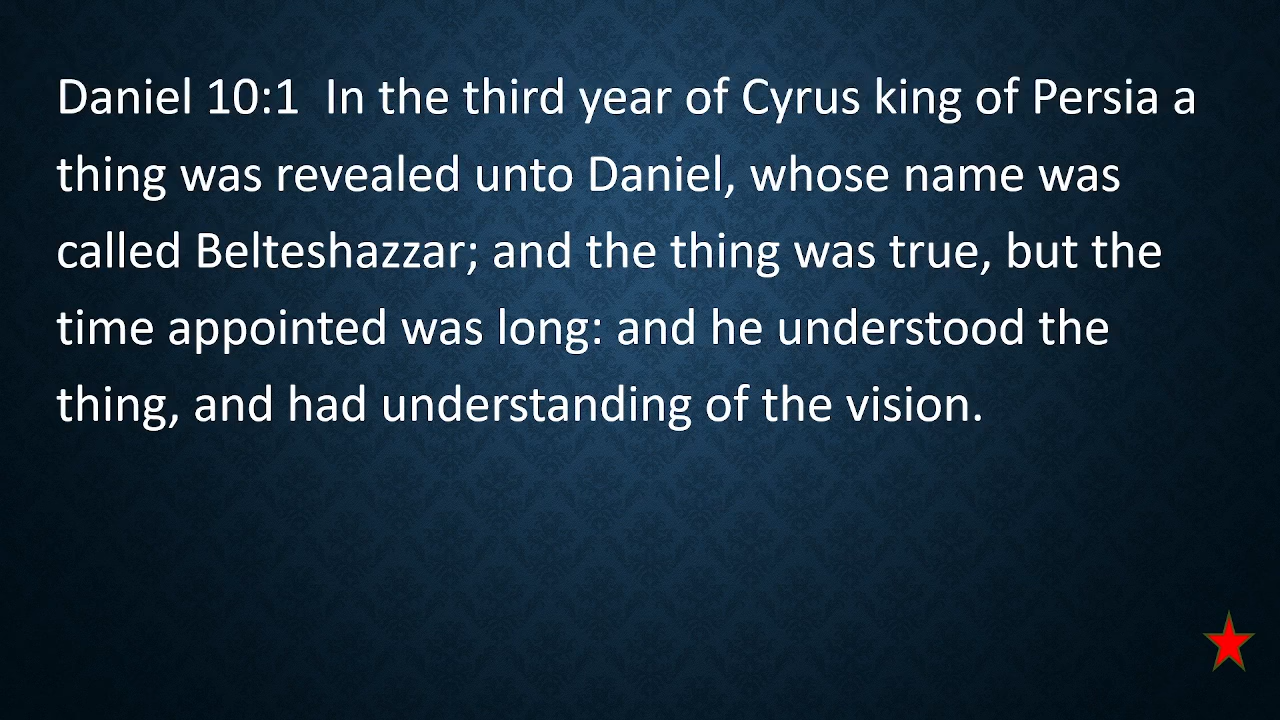 Daniel 10:1  In the third year of Cyrus king of Persia a
thing was revealed unto Daniel, whose name was
called Belteshazzar; and the thing was true, but the
time appointed was long: and he understood the
thing, and had understanding of the vision.